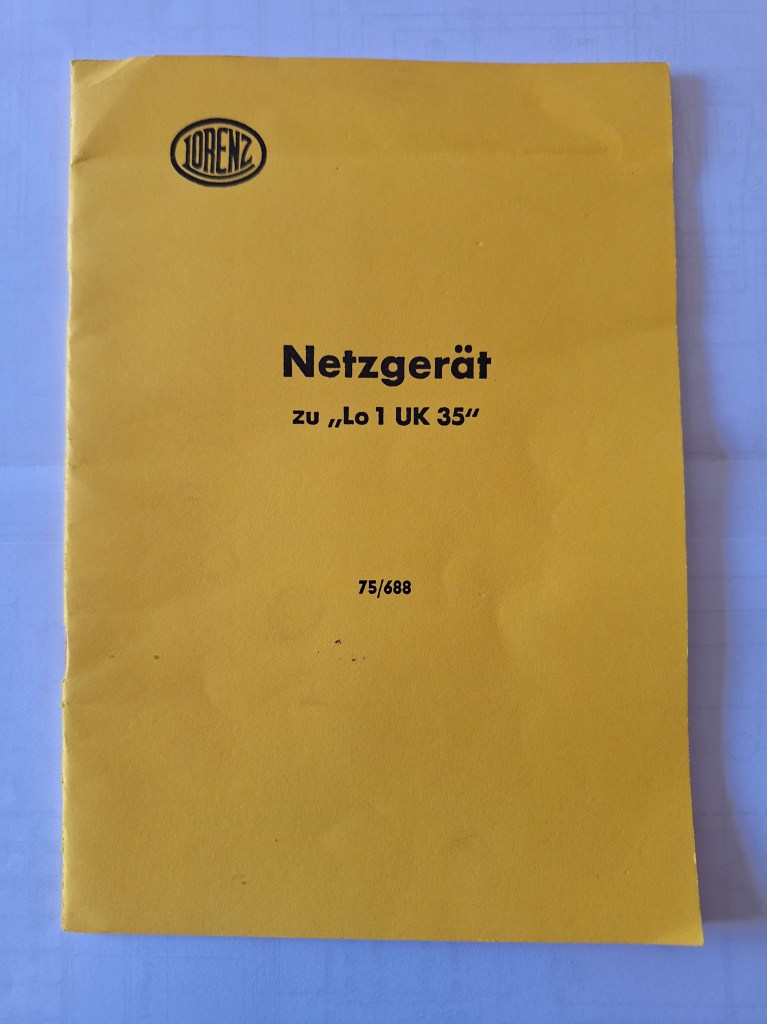 LORENZ
Netzgerät
zu „Lo 1 UK 35“
75/688